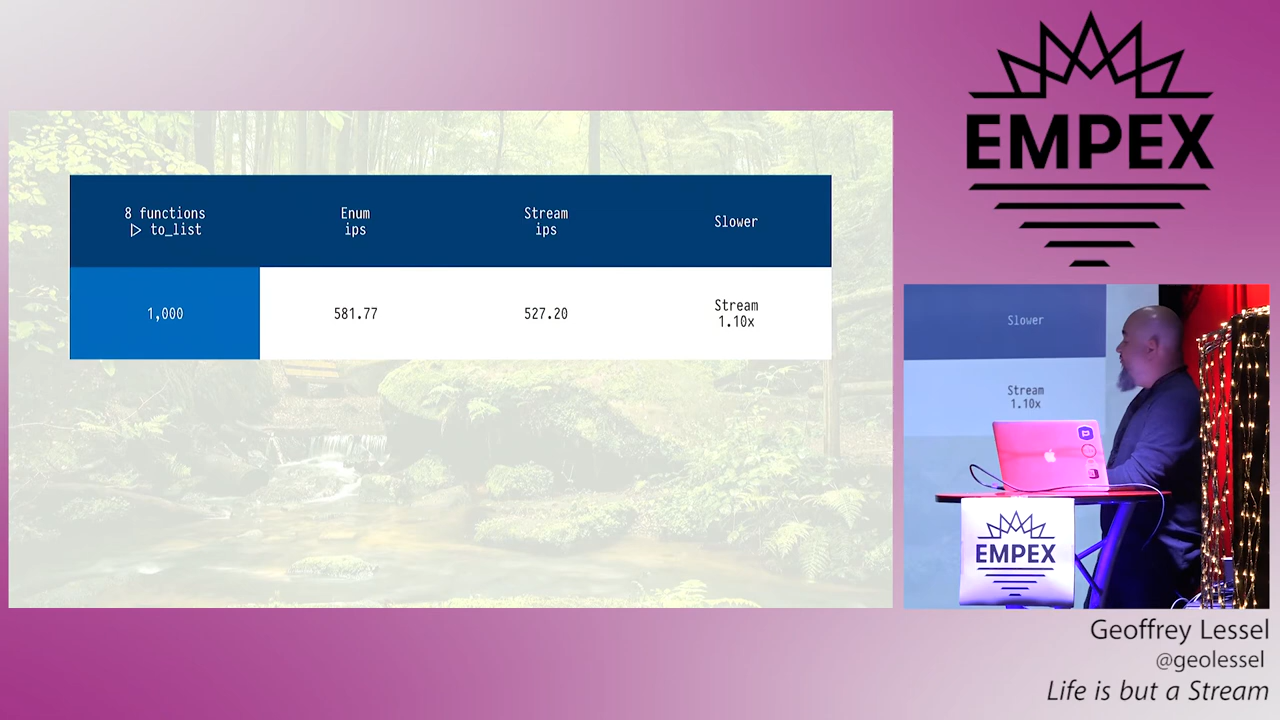 EMPEX
8 functions
▷ to_list
Enum
ips
Stream
ips
Slower
1,000
581.77
527.20
Stream
1.10x
Slower
Stream
1.10x
EMPEX
Geoffrey Lessel
@geolessel
Life is but a Stream